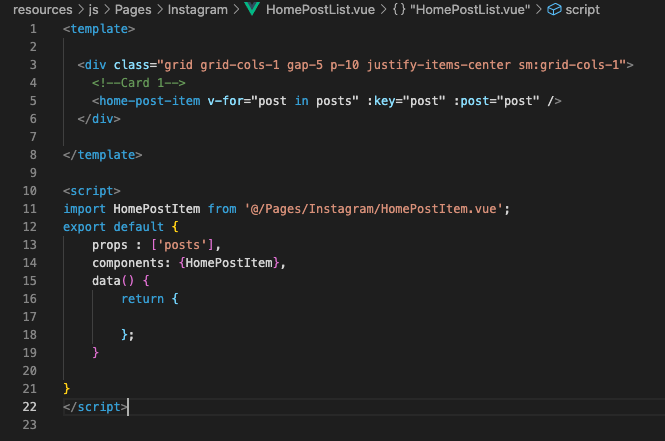 resources > js > Pages > Instagram > HomePostList.vue > {} "HomePostList.vue" > script
1 <template>
2
3 <div class="grid grid-cols-1 gap-5 p-10 justify-items-center sm:grid-cols-1">
4 <!--Card 1-->
5 <home-post-item v-for="post in posts" :key="post" :post="post" />
6 </div>
7
8 </template>
9
10 <script>
11 import HomePostItem from '@/Pages/Instagram/HomePostItem.vue';
12 export default {
13 props : ['posts'],
14 components: {HomePostItem},
15 data() {
16 return {
17
18 };
19 }
20
21 }
22 </script>
23